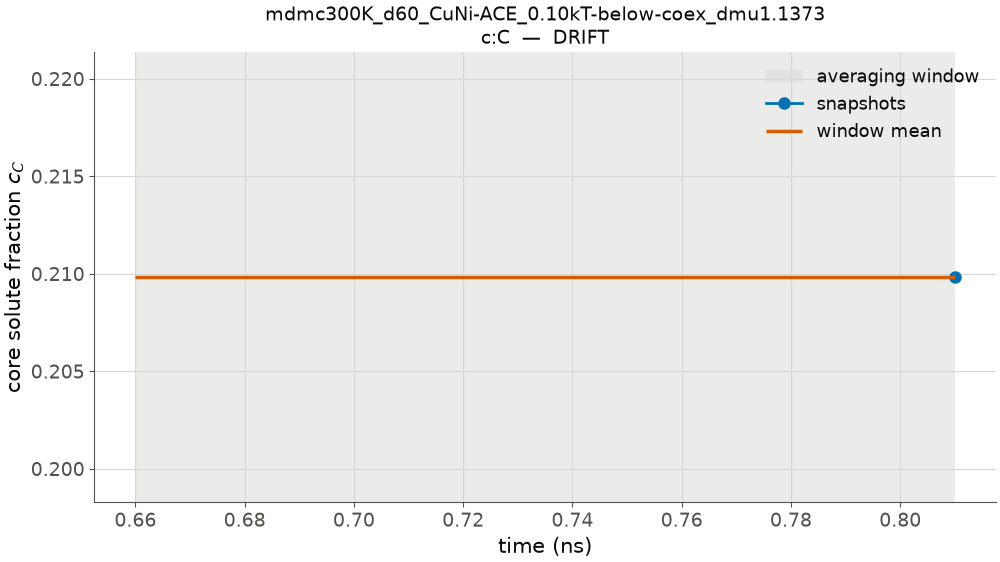 mdmc300K_d60_CuNi-ACE_0.10kT-below-coex_dmu1.1373
c:C — DRIFT
averaging window
snapshots
window mean
core solute fraction c_C
0.220
0.215
0.210
0.205
0.200
0.66 0.68 0.70 0.72 0.74 0.76 0.78 0.80
time (ns)